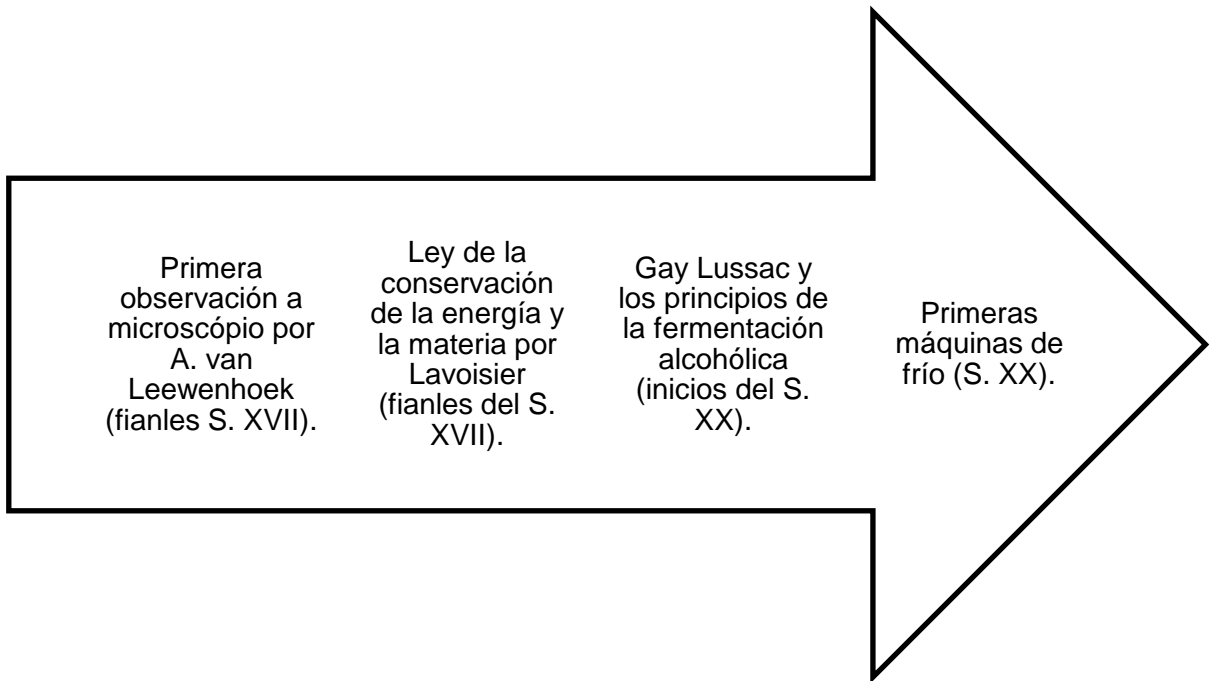 Primera
observación a
microscópio por
A. van
Leewenhoek
(fianles S. XVII).
Ley de la
conservación
de la energía y
la materia por
Lavoisier
(fianles del S.
XVII).
Gay Lussac y
los principios de
la fermentación
alcohólica
(inicios del S.
XX).
Primeras
máquinas de
frío (S. XX).